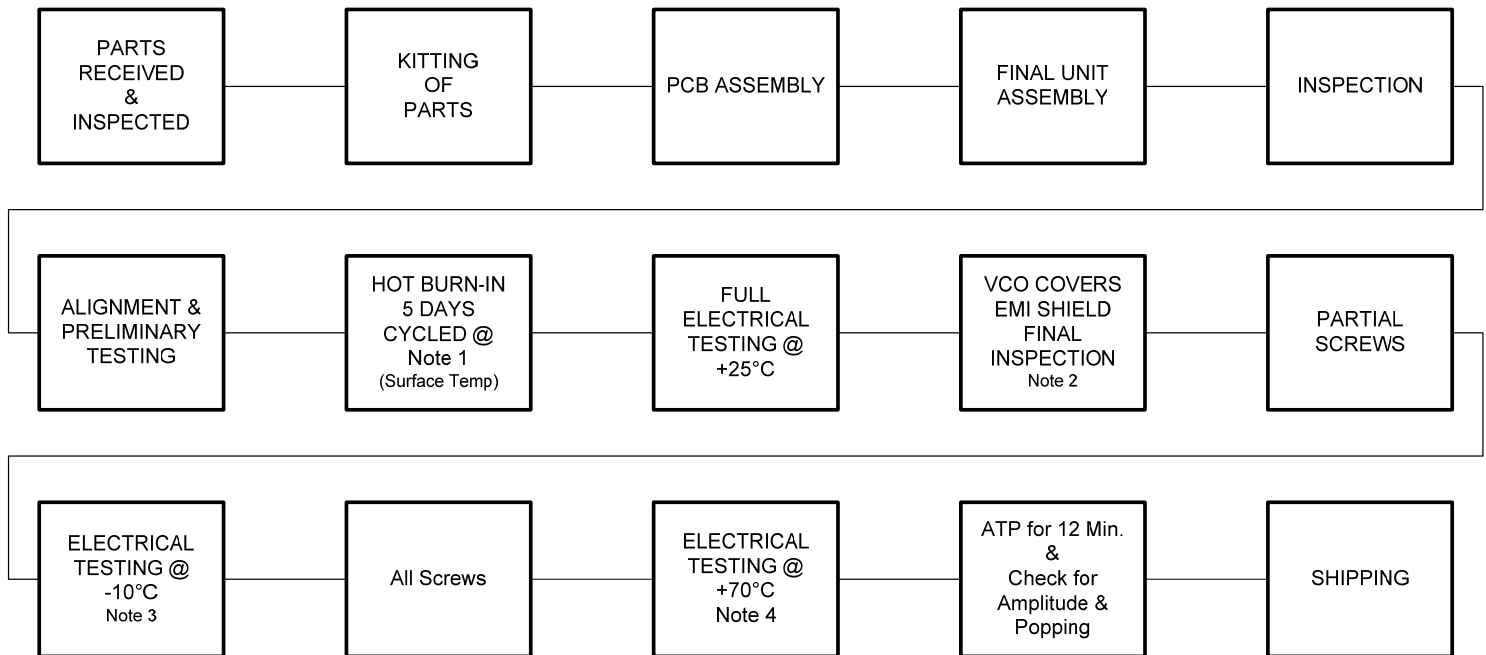 PARTS
RECEIVED
&
INSPECTED
KITTING
OF
PARTS
PCB ASSEMBLY
FINAL UNIT
ASSEMBLY
INSPECTION
ALIGNMENT &
PRELIMINARY
TESTING
HOT BURN-IN
5 DAYS
CYCLED @
Note 1
(Surface Temp)
FULL
ELECTRICAL
TESTING @
+25°C
VCO COVERS
EMI SHIELD
FINAL
INSPECTION
Note 2
PARTIAL
SCREWS
ELECTRICAL
TESTING @
-10°C
Note 3
All Screws
ELECTRICAL
TESTING @
+70°C
Note 4
ATP for 12 Min.
&
Check for
Amplitude &
Popping
SHIPPING